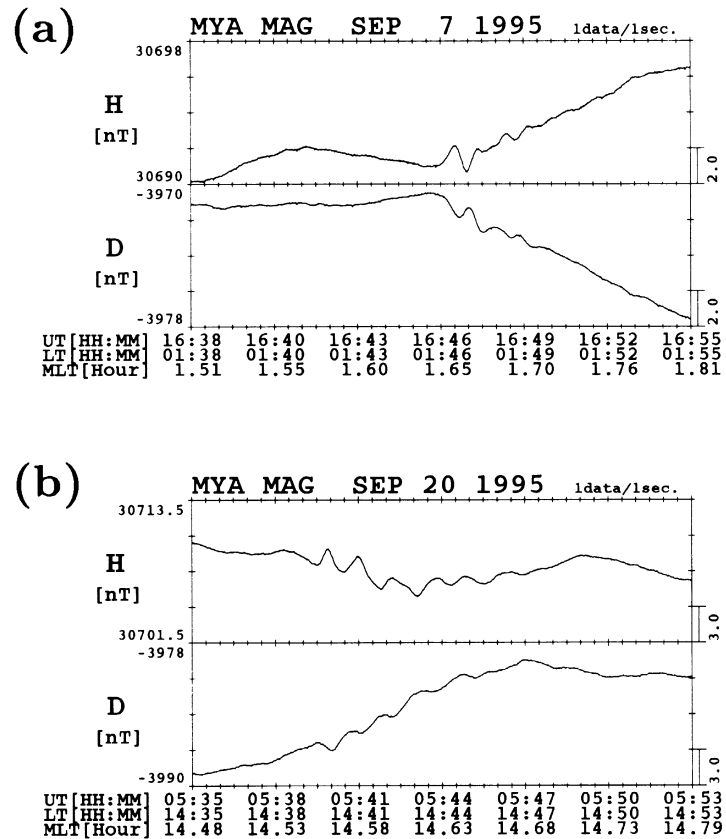 (a)
MYA MAG SEP 7 1995 1data/1sec.
30698
H
[nT]
30690
2.0
-3970
D
[nT]
-3978
2.0
UT[HH:MM] 16:38 16:40 16:43 16:46 16:49 16:52 16:55
LT[HH:MM] 01:38 01:40 01:43 01:46 01:49 01:52 01:55
MLT[Hour] 1.51 1.55 1.60 1.65 1.70 1.76 1.81
(b)
MYA MAG SEP 20 1995 1data/1sec.
30713.5
H
[nT]
30701.5
3.0
-3978
D
[nT]
-3990
3.0
UT[HH:MM] 05:35 05:38 05:41 05:44 05:47 05:50 05:53
LT[HH:MM] 14:35 14:38 14:41 14:44 14:47 14:50 14:53
MLT[Hour] 14.48 14.53 14.58 14.63 14.68 14.73 14.79